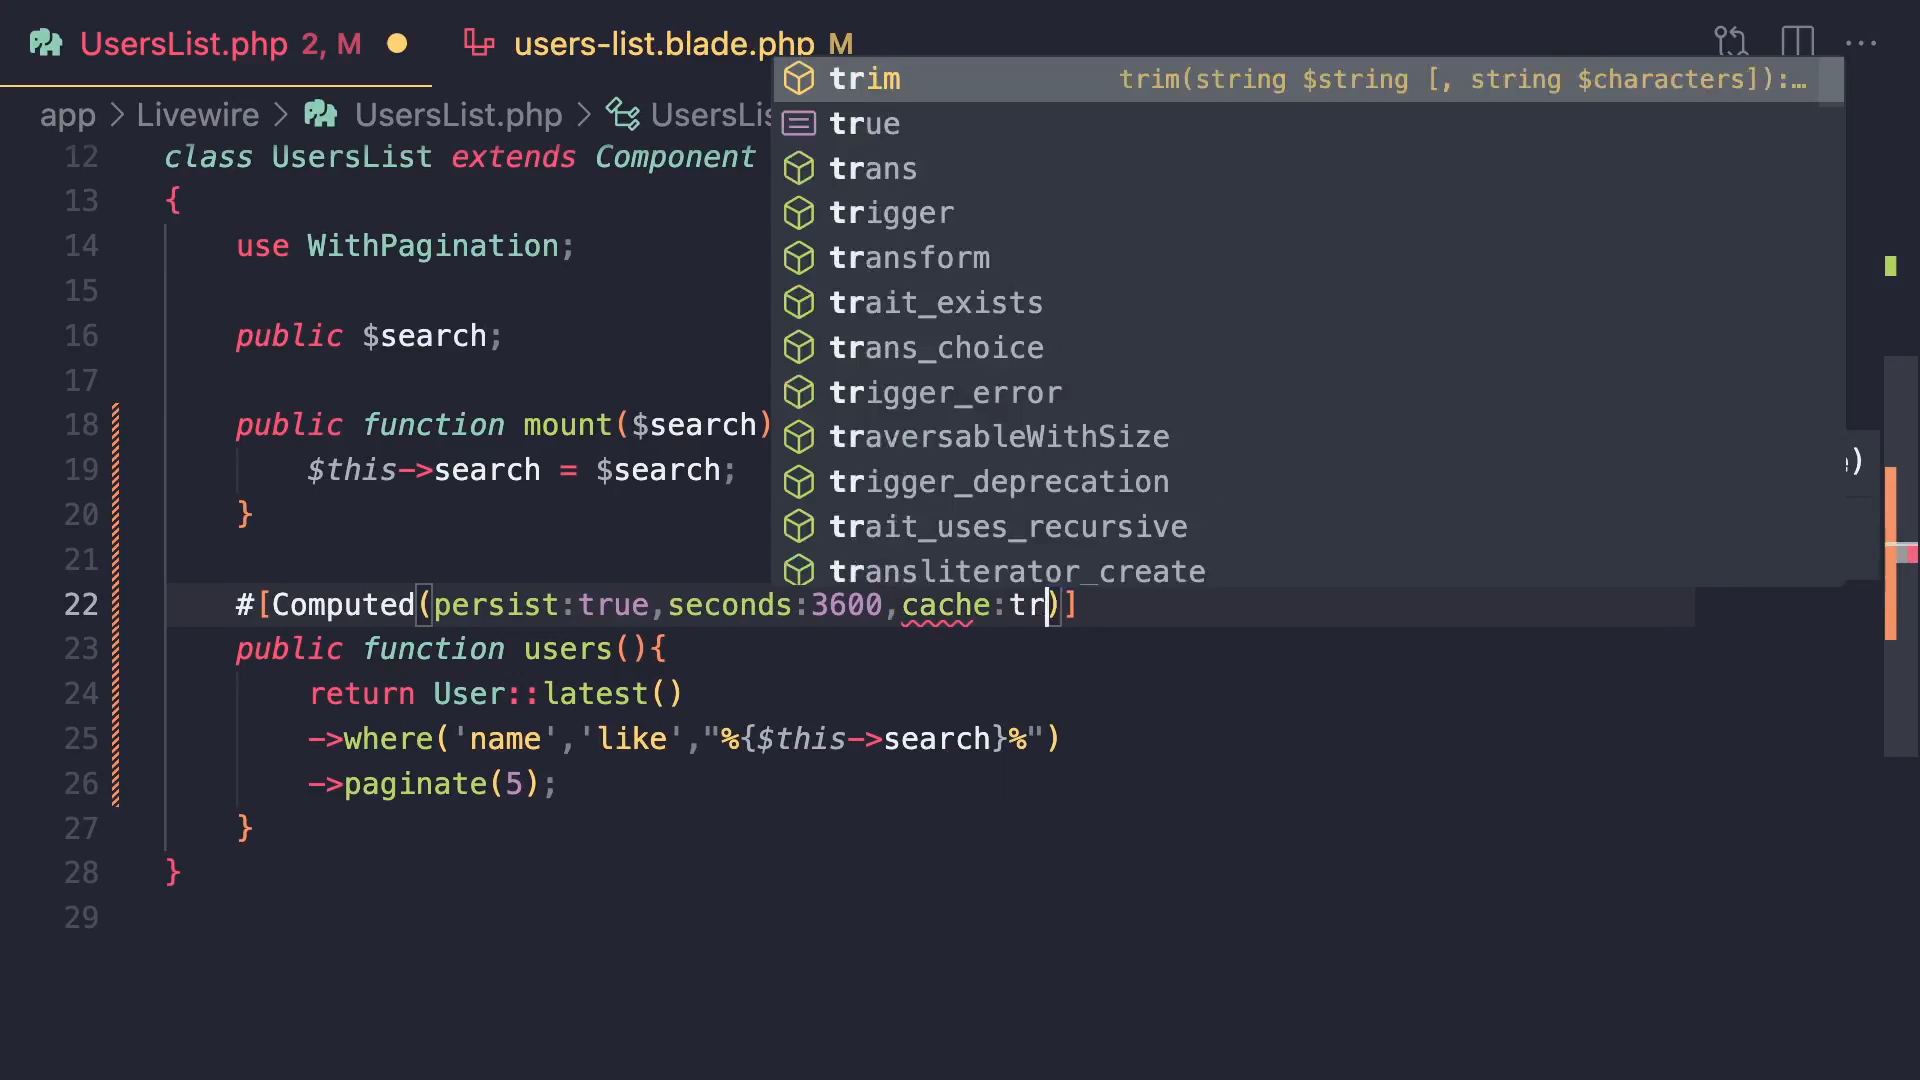 UsersList.php 2, M
users-list.blade.php M
app > Livewire > UsersList.php >
trim trim(string $string [, string $characters]):…
true
trans
trigger
transform
trait_exists
trans_choice
trigger_error
traversableWithSize
trigger_deprecation
trait_uses_recursive
transliterator_create
12 class UsersList extends Component
13 {
14 use WithPagination;
15
16 public $search;
17
18 public function mount($search)
19 $this->search = $search;
20 }
21
22 #[Computed(persist:true,seconds:3600,cache:tr)]
23 public function users(){
24 return User::latest()
25 ->where('name','like',"%{$this->search}%")
26 ->paginate(5);
27 }
28 }
29